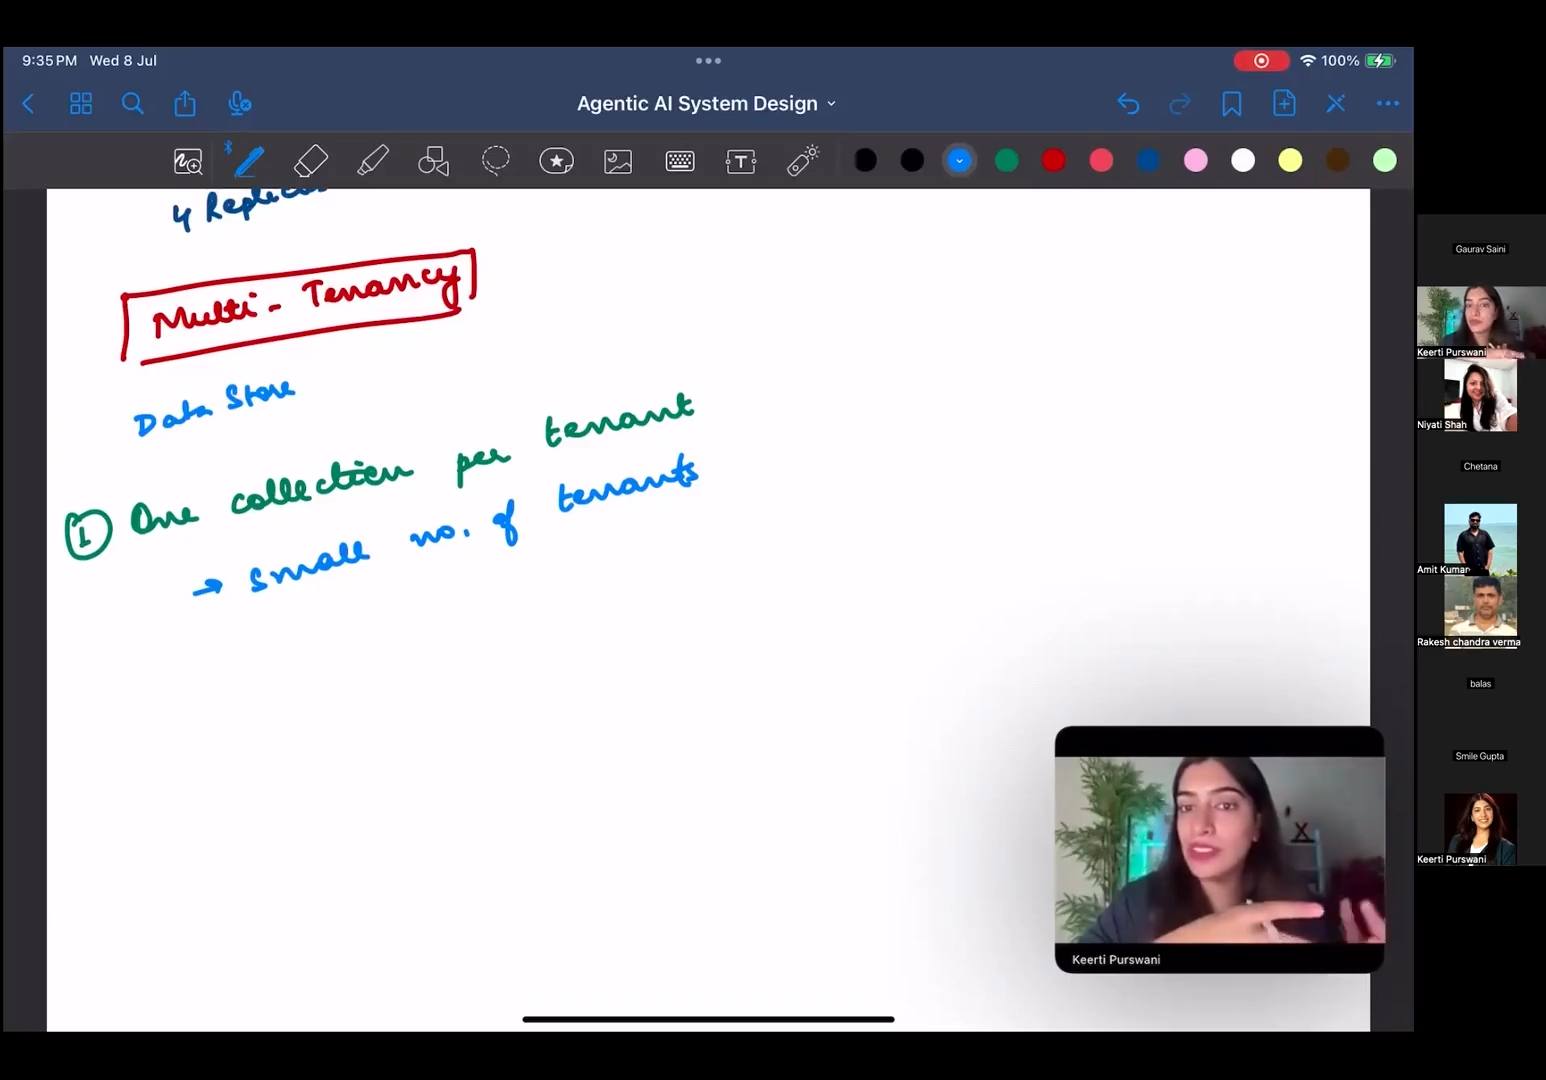 9:35 PM Wed 8 Jul
100%
Agentic AI System Design
4 Replicas
Multi - Tenancy
Data Store
1 One collection per tenant
→ small no. of tenants
Keerti Purswani
Gaurav Saini
Keerti Purswani
Niyati Shah
Chetana
Amit Kumar
Rakesh chandra verma
balas
Smile Gupta
Keerti Purswani